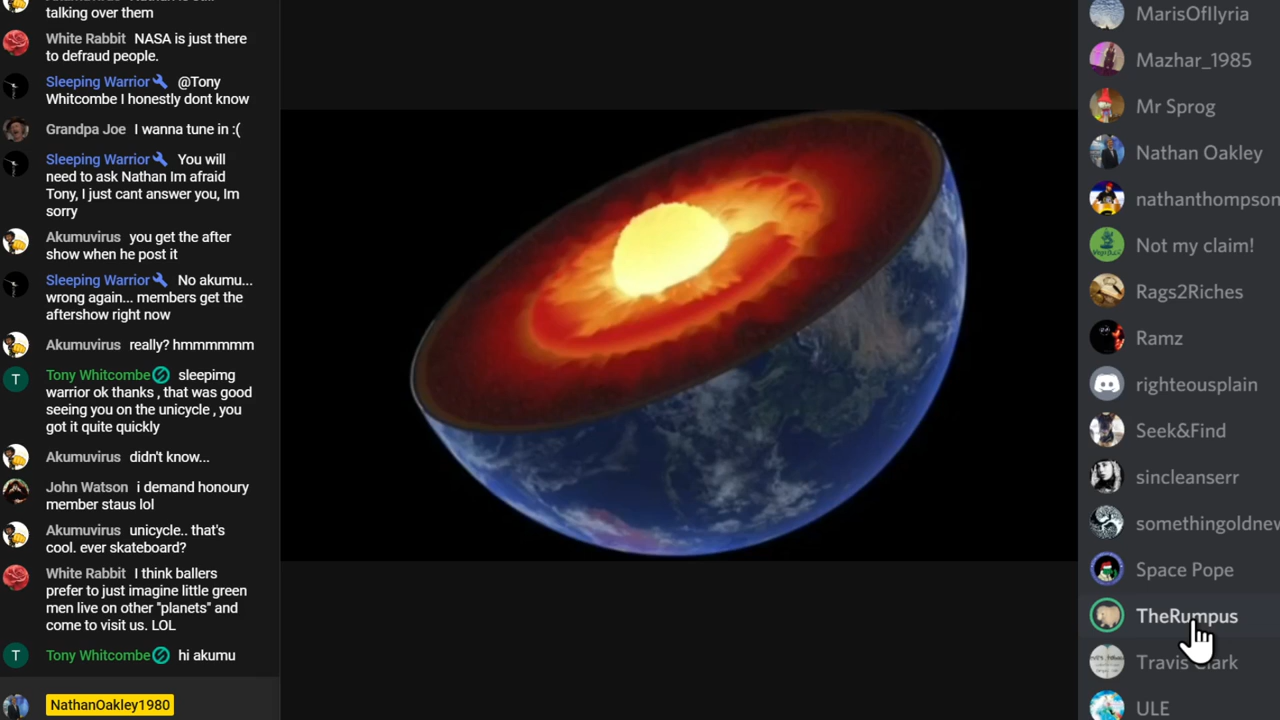 talking over them
White Rabbit NASA is just there
to defraud people.
Sleeping Warrior @Tony
Whitcombe I honestly dont know
Grandpa Joe I wanna tune in :(
Sleeping Warrior You will
need to ask Nathan Im afraid
Tony, I just cant answer you, Im
sorry
Akumuvirus you get the after
show when he post it
Sleeping Warrior No akumu...
wrong again... members get the
aftershow right now
Akumuvirus really? hmmmmmm
T
Tony Whitcombe sleepimg
warrior ok thanks , that was good
seeing you on the unicycle , you
got it quite quickly
Akumuvirus didn't know...
John Watson i demand honoury
member staus lol
Akumuvirus unicycle.. that's
cool. ever skateboard?
White Rabbit I think ballers
prefer to just imagine little green
men live on other "planets" and
come to visit us. LOL
T
Tony Whitcombe hi akumu
NathanOakley1980
MarisOfIlyria
Mazhar_1985
Mr Sprog
Nathan Oakley
nathanthompson
Not my claim!
Rags2Riches
Ramz
righteousplain
Seek&Find
sincleanserr
somethingoldnew
Space Pope
TheRumpus
Travis Clark
ULE